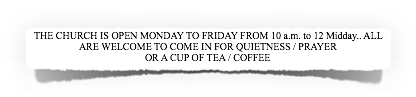 THE CHURCH IS OPEN MONDAY TO FRIDAY FROM 10 a.m. to 12 Midday.. ALL
ARE WELCOME TO COME IN FOR QUIETNESS / PRAYER
OR A CUP OF TEA / COFFEE